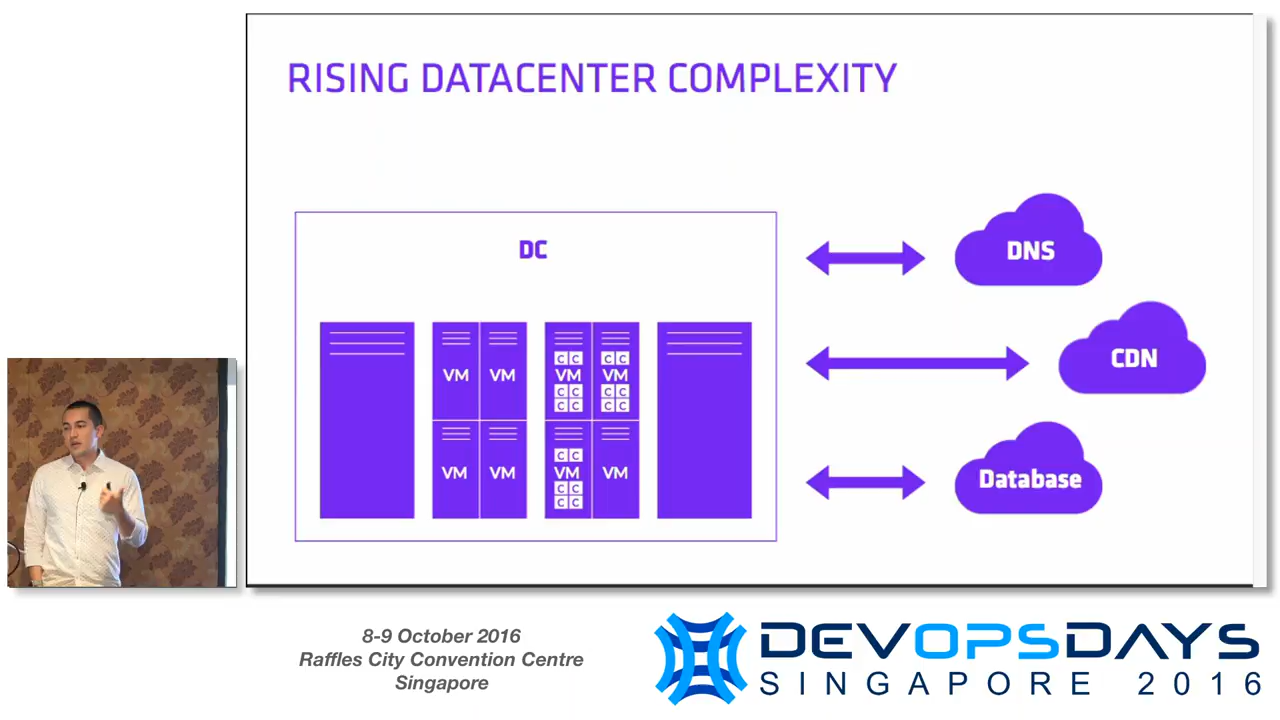 RISING DATACENTER COMPLEXITY
DC
DNS
CDN
Database
VM VM
VM VM
C C C C
VM VM
C C C C
C C C C
C C
VM VM
C C
C C
8-9 October 2016
Raffles City Convention Centre
Singapore
DEVOPSDAYS
SINGAPORE 2016